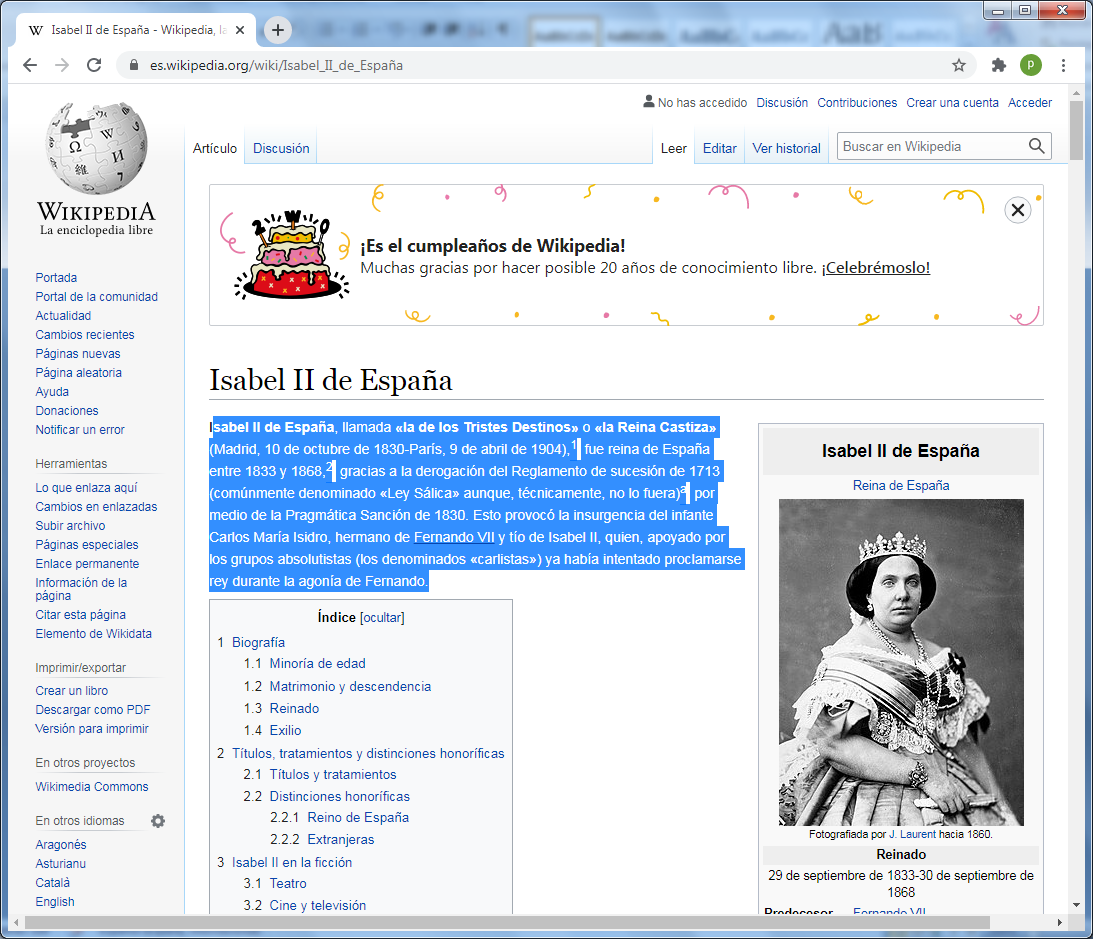 Isabel II de España - Wikipedia, la
es.wikipedia.org/wiki/Isabel_II_de_España
P
No has accedido Discusión Contribuciones Crear una cuenta Acceder
WIKIPEDIA
La enciclopedia libre
Artículo Discusión Leer Editar Ver historial Buscar en Wikipedia
2 W 0
¡Es el cumpleaños de Wikipedia!
Muchas gracias por hacer posible 20 años de conocimiento libre. ¡Celebrémoslo!
Portada
Portal de la comunidad
Actualidad
Cambios recientes
Páginas nuevas
Página aleatoria
Ayuda
Donaciones
Notificar un error
Herramientas
Lo que enlaza aquí
Cambios en enlazadas
Subir archivo
Páginas especiales
Enlace permanente
Información de la
página
Citar esta página
Elemento de Wikidata
Imprimir/exportar
Crear un libro
Descargar como PDF
Versión para imprimir
En otros proyectos
Wikimedia Commons
En otros idiomas
Aragonés
Asturianu
Català
English
Isabel II de España
Isabel II de España, llamada «la de los Tristes Destinos» o «la Reina Castiza»
(Madrid, 10 de octubre de 1830-París, 9 de abril de 1904),1 fue reina de España
entre 1833 y 1868,2 gracias a la derogación del Reglamento de sucesión de 1713
(comúnmente denominado «Ley Sálica» aunque, técnicamente, no lo fuera)a por
medio de la Pragmática Sanción de 1830. Esto provocó la insurgencia del infante
Carlos María Isidro, hermano de Fernando VII y tío de Isabel II, quien, apoyado por
los grupos absolutistas (los denominados «carlistas») ya había intentado proclamarse
rey durante la agonía de Fernando.
Índice [ocultar]
1 Biografía
1.1 Minoría de edad
1.2 Matrimonio y descendencia
1.3 Reinado
1.4 Exilio
2 Títulos, tratamientos y distinciones honoríficas
2.1 Títulos y tratamientos
2.2 Distinciones honoríficas
2.2.1 Reino de España
2.2.2 Extranjeras
3 Isabel II en la ficción
3.1 Teatro
3.2 Cine y televisión
Isabel II de España
Reina de España
Fotografiada por J. Laurent hacia 1860.
Reinado
29 de septiembre de 1833-30 de septiembre de
1868
Predecesor Fernando VII